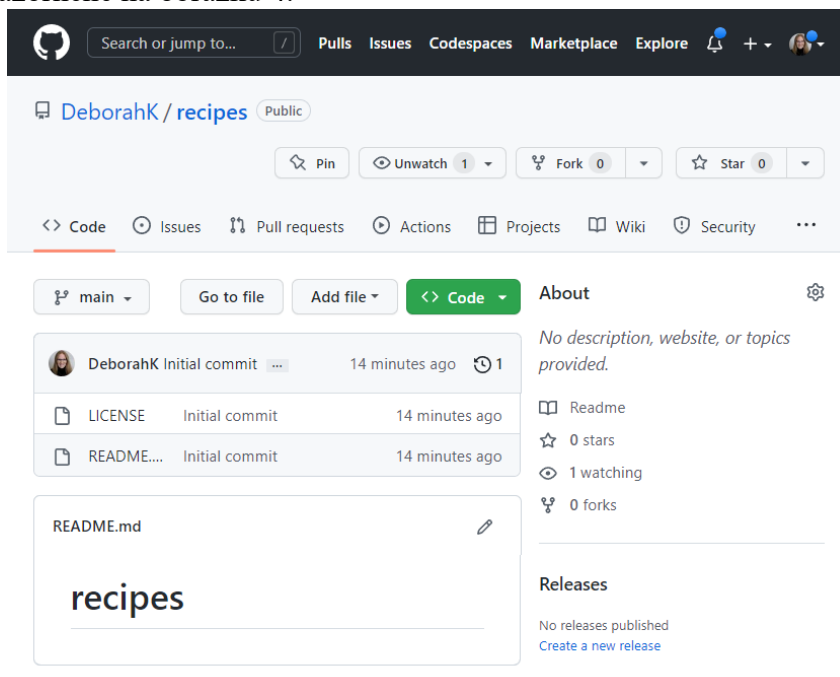 Search or jump to... /
Pulls Issues Codespaces Marketplace Explore
DeborahK / recipes Public
Pin Unwatch 1 Fork 0 Star 0
Code Issues Pull requests Actions Projects Wiki Security ...
main Go to file Add file Code
DeborahK Initial commit ... 14 minutes ago 1
LICENSE Initial commit 14 minutes ago
README.... Initial commit 14 minutes ago
README.md
recipes
About
No description, website, or topics
provided.
Readme
0 stars
1 watching
0 forks
Releases
No releases published
Create a new release